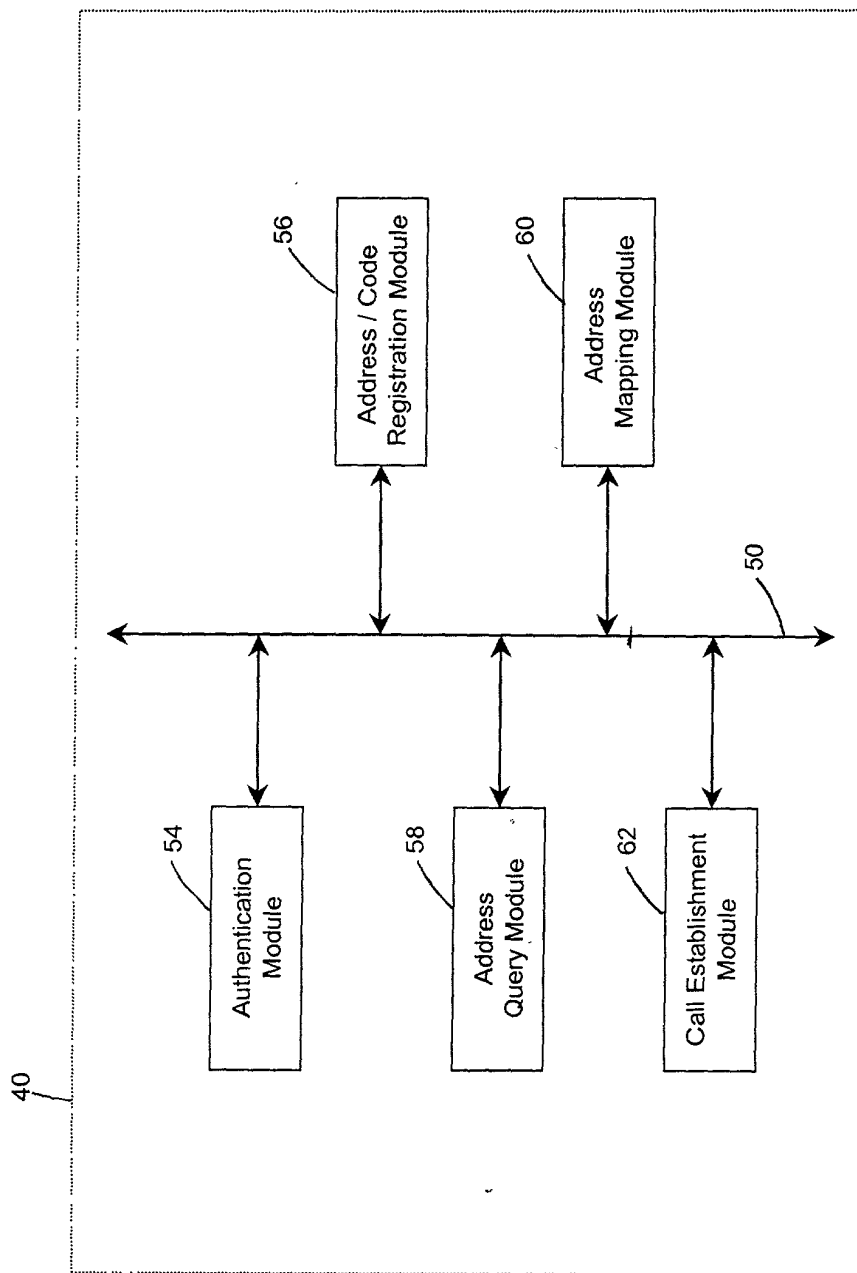 40
54
Authentication
Module
56
Address / Code
Registration Module
58
Address
Query Module
60
Address
Mapping Module
62
Call Establishment
Module
50